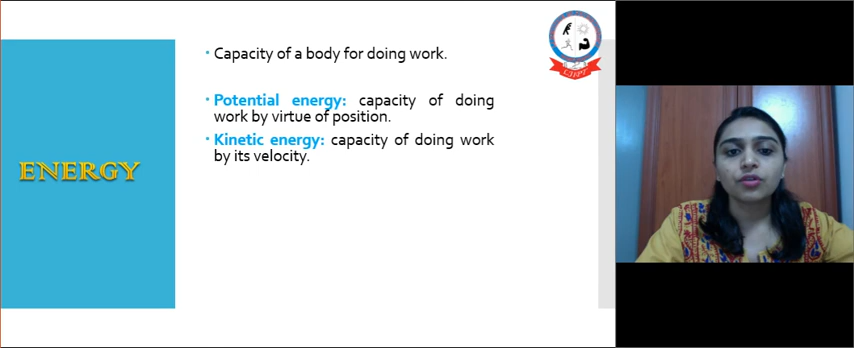 Capacity of a body for doing work.
Potential energy: capacity of doing
work by virtue of position.
Kinetic energy: capacity of doing work
by its velocity.
ENERGY